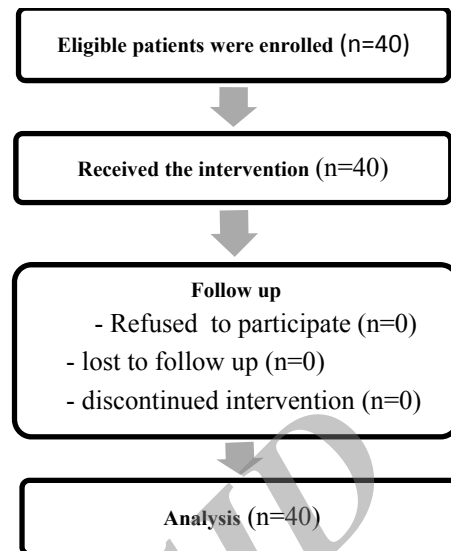 Eligible patients were enrolled (n=40)
Received the intervention (n=40)
Follow up
- Refused to participate (n=0)
- lost to follow up (n=0)
- discontinued intervention (n=0)
Analysis (n=40)